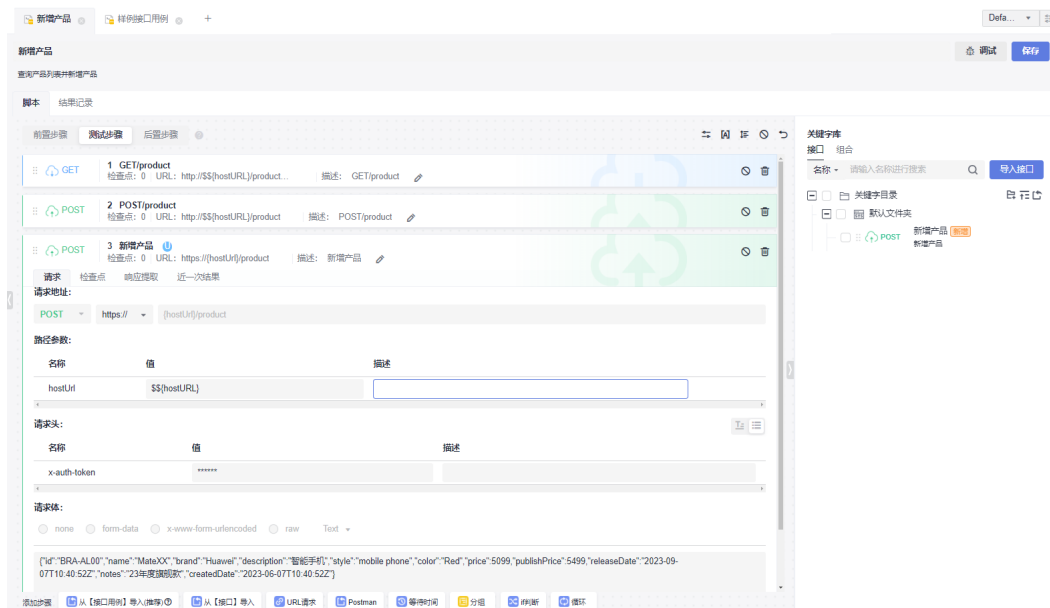 新增产品 样例接口用例 + Defa...
新增产品 调试 保存
查询产品列表并新增产品
脚本 结果记录
前置步骤 测试步骤 后置步骤 关键字库
接口 组合
GET 1 GET/product
检查点: 0 URL: http://$${hostURL}/product... 描述: GET/product
名称 请输入名称进行搜索 导入接口
关键字目录
POST 2 POST/product
检查点: 0 URL: http://$${hostURL}/product 描述: POST/product
默认文件夹
POST 新增产品 新增
新增产品
POST 3 新增产品
检查点: 0 URL: https://{hostUrl}/product 描述: 新增产品
请求 检查点 响应提取 近一次结果
请求地址:
POST https:// {hostUrl}/product
路径参数:
名称 值 描述
hostUrl $${hostURL}
请求头:
名称 值 描述
x-auth-token ******
请求体:
none form-data x-www-form-urlencoded raw Text
{"id":"BRA-AL00","name":"MateXX","brand":"Huawei","description":"智能手机","style":"mobile phone","color":"Red","price":5099,"publishPrice":5499,"releaseDate":"2023-09-
07T10:40:52Z","notes":"23年度旗舰款","createdDate":"2023-06-07T10:40:52Z"}
添加步骤 从【接口用例】导入(推荐) 从【接口】导入 URL请求 Postman 等待时间 分组 if判断 循环